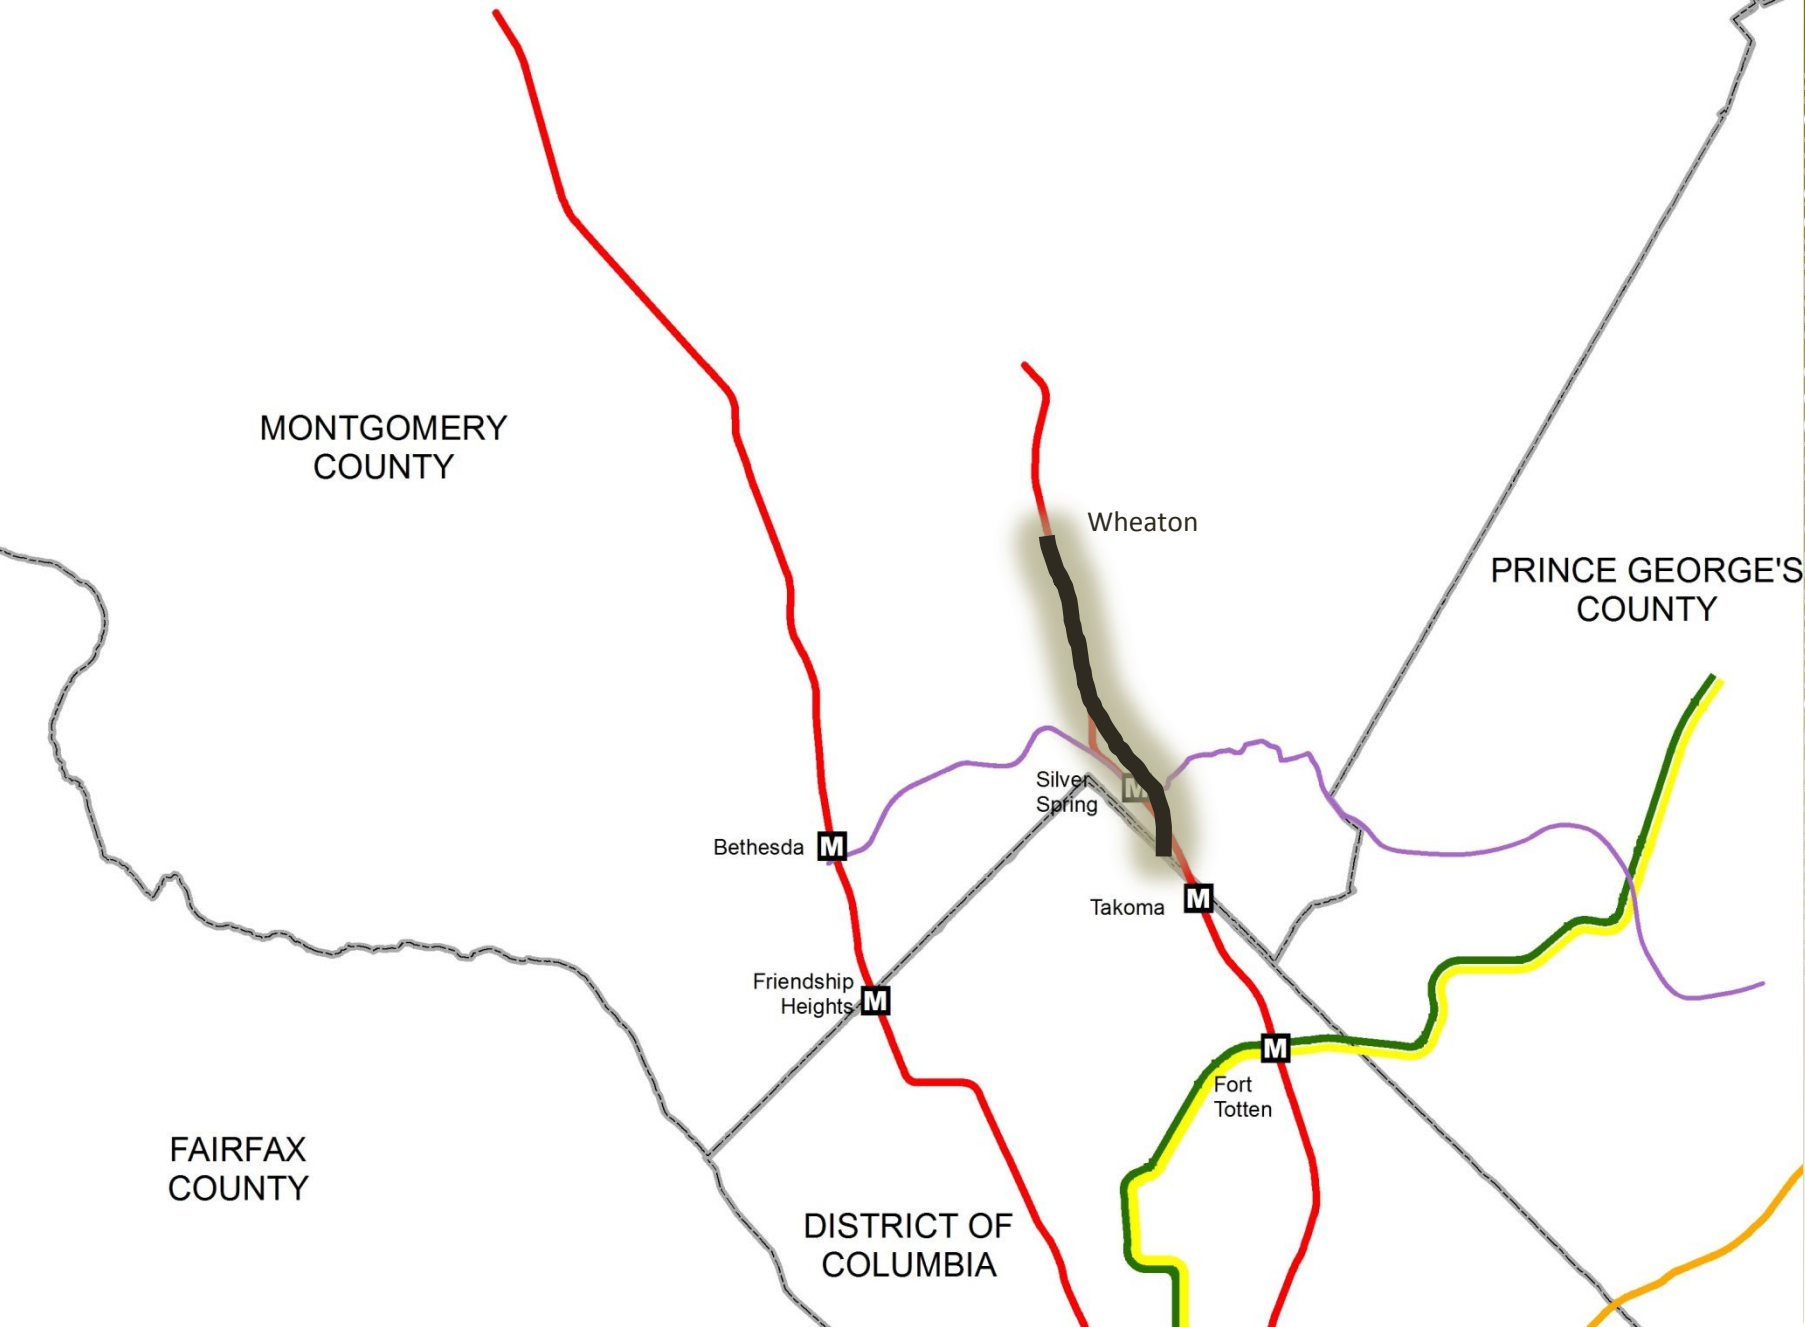 MONTGOMERY
COUNTY
Wheaton
PRINCE GEORGE'S
COUNTY
Silver
Spring
M
Bethesda
M
Takoma
M
Friendship
Heights
M
M
Fort
Totten
FAIRFAX
COUNTY
DISTRICT OF
COLUMBIA